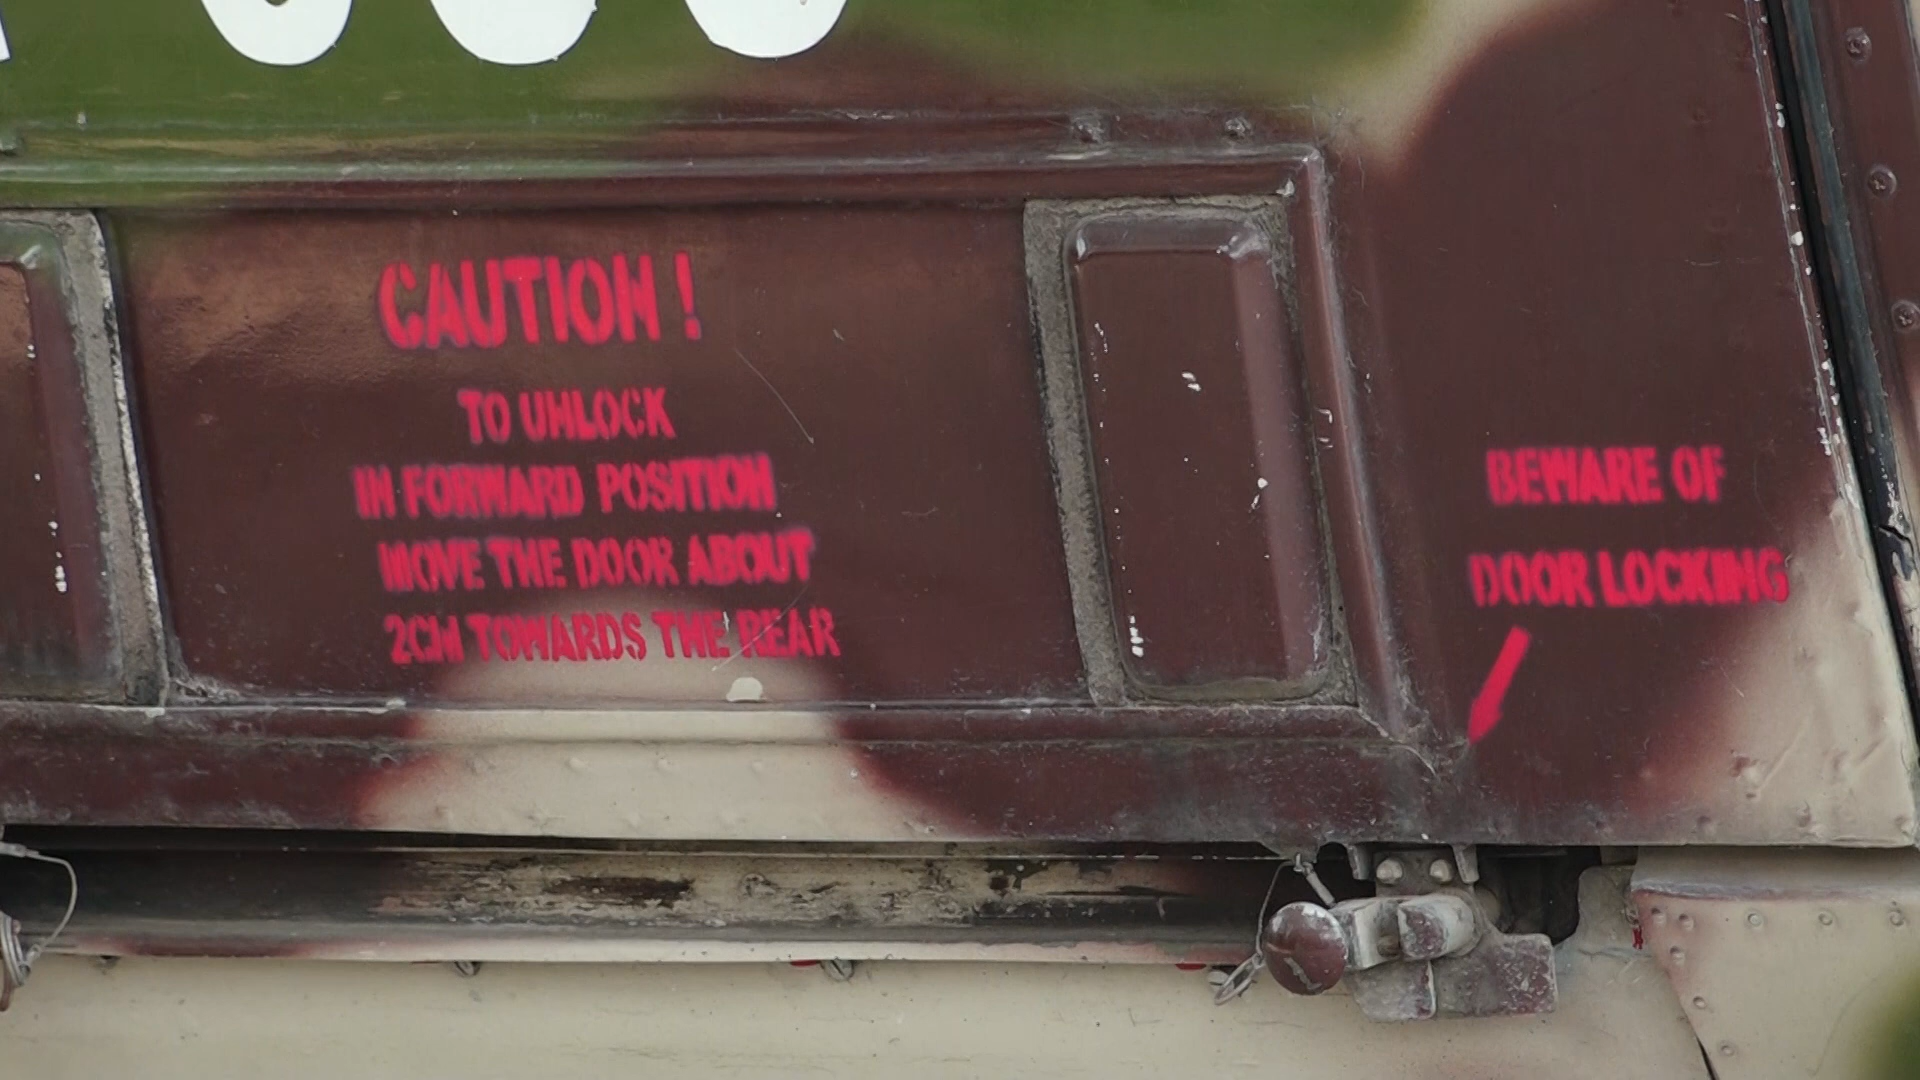 CAUTION!
TO UNLOCK
IN FORWARD POSITION
MOVE THE DOOR ABOUT
2CM TOWARDS THE REAR
BEWARE OF
DOOR LOCKING